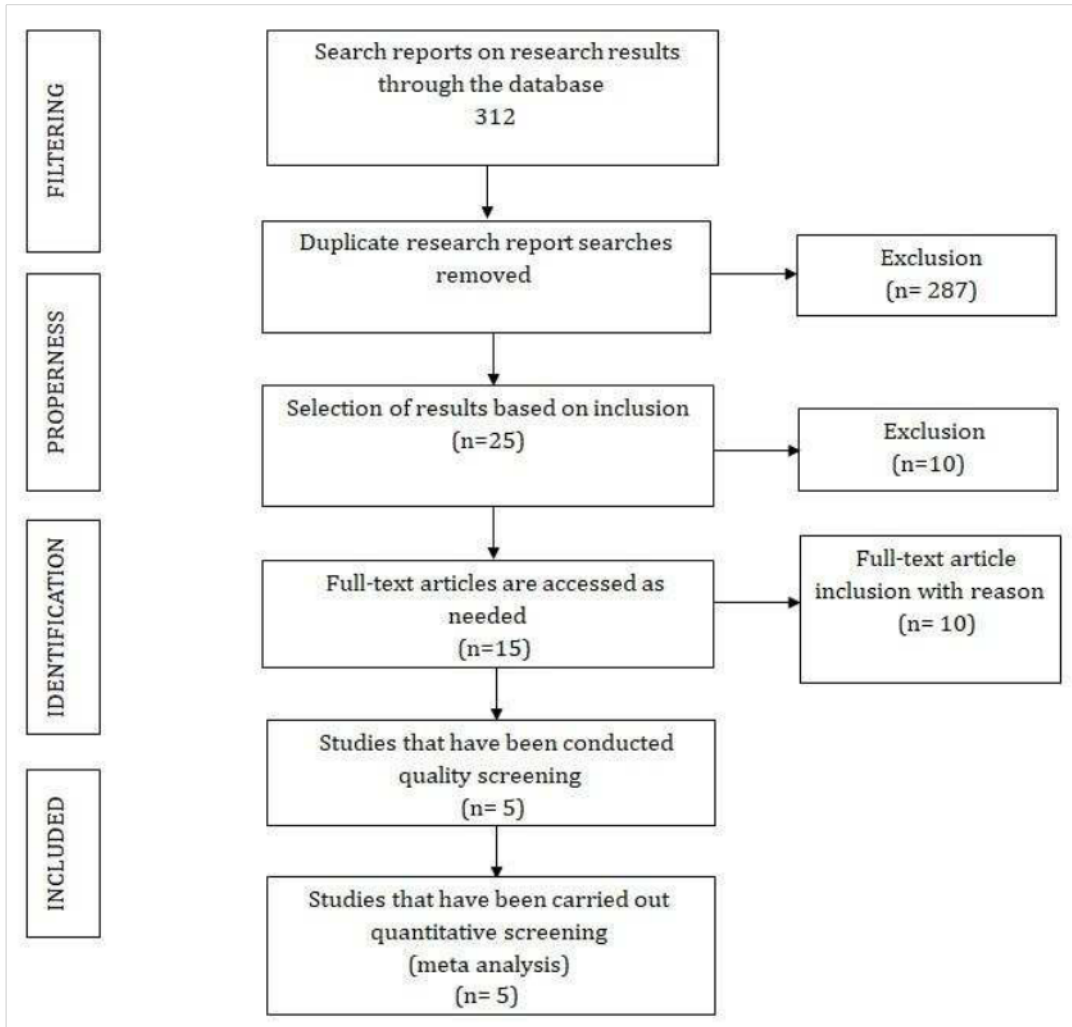 FILTERING
Search reports on research results
through the database
312
Duplicate research report searches
removed
Exclusion
(n= 287)
PROPERNESS
Selection of results based on inclusion
(n=25)
Exclusion
(n=10)
IDENTIFICATION
Full-text articles are accessed as
needed
(n=15)
Full-text article
inclusion with reason
(n= 10)
Studies that have been conducted
quality screening
(n= 5)
INCLUDED
Studies that have been carried out
quantitative screening
(meta analysis)
(n= 5)